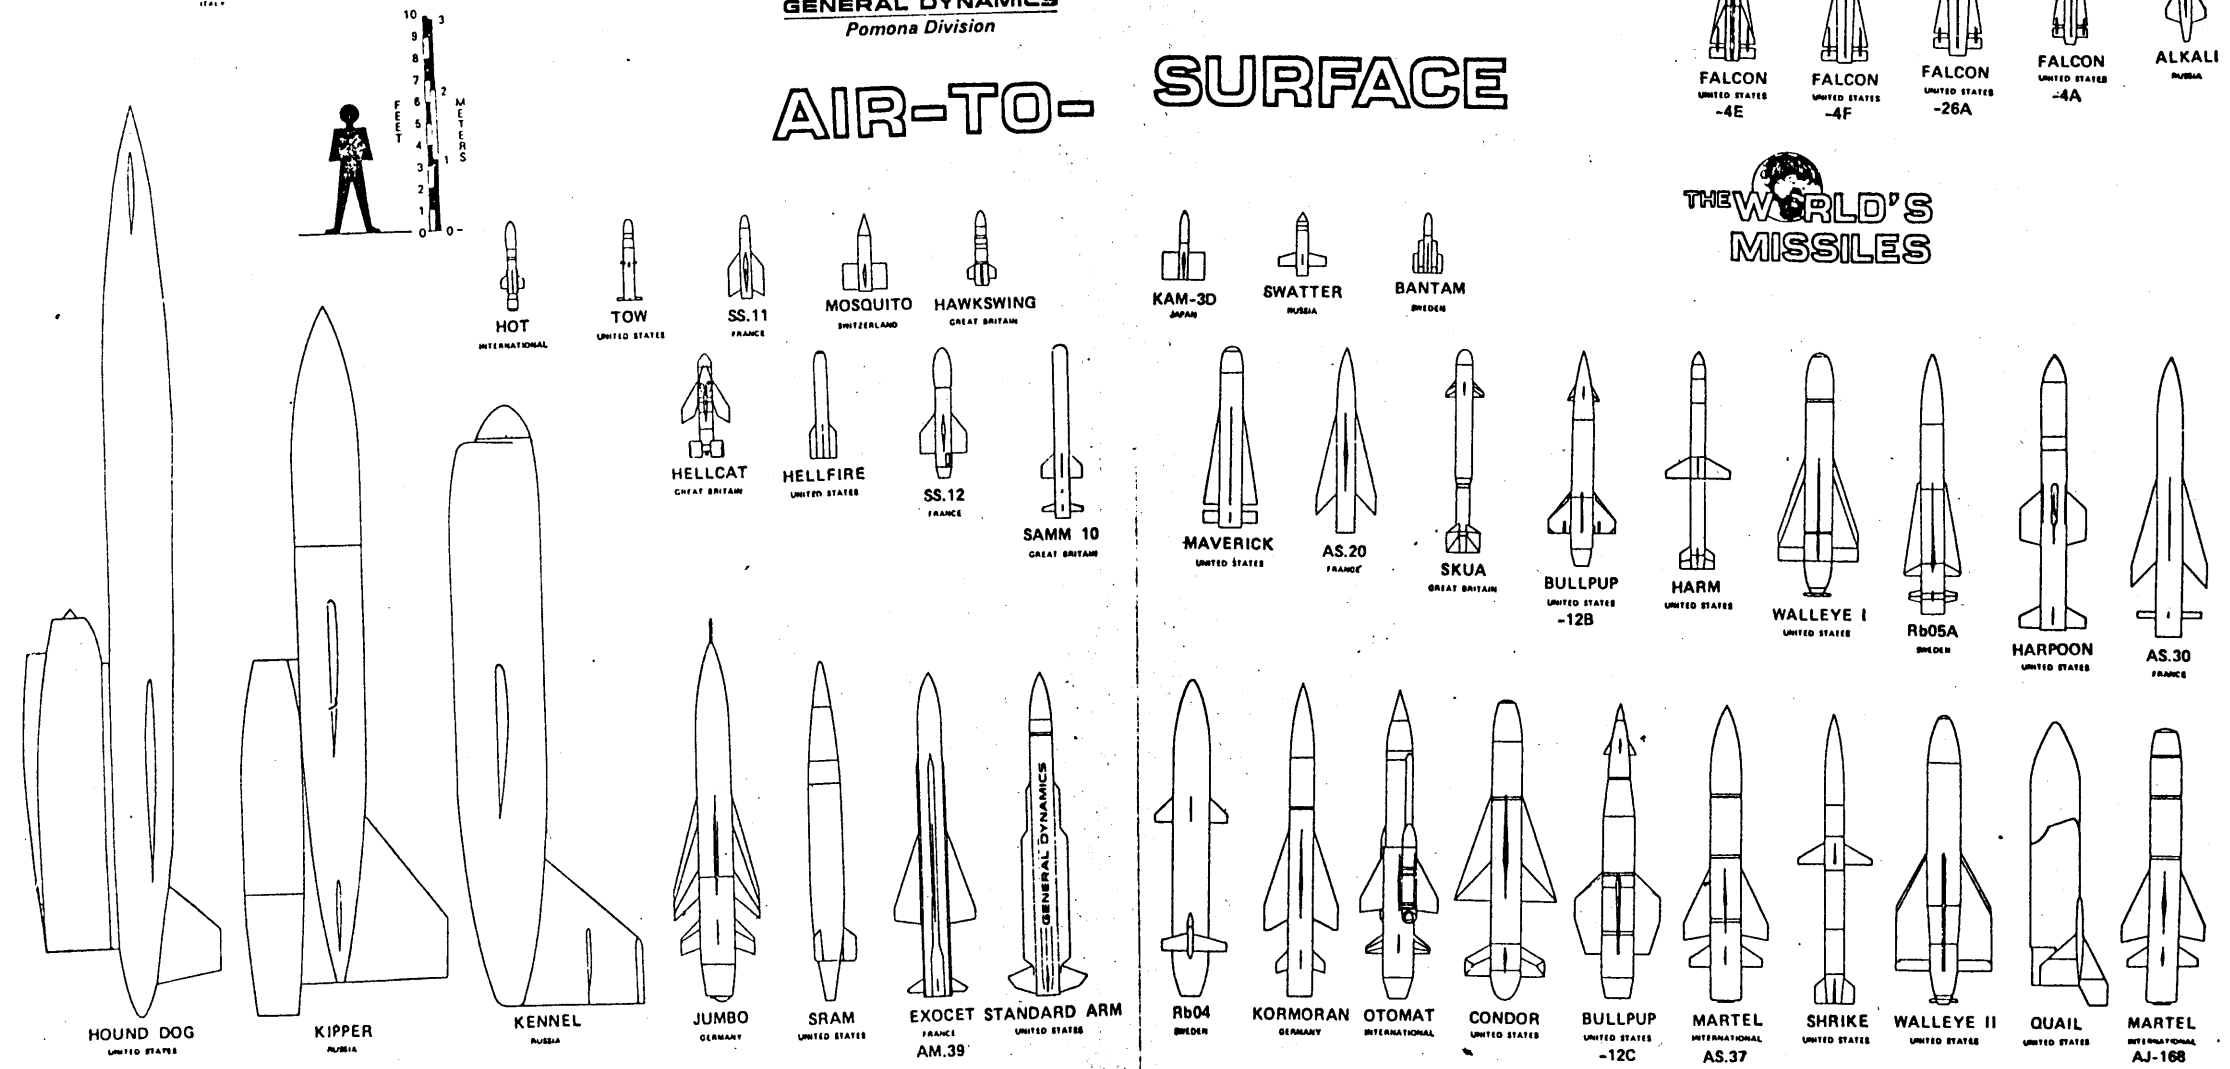 ITALY
GENERAL DYNAMICS
Pomona Division
AIR-TO-SURFACE
10
9
8
7
6
5
4
3
2
1
0
FEET
3
2
1
0-
METERS
FALCON
UNITED STATES
-4E
FALCON
UNITED STATES
-4F
FALCON
UNITED STATES
-26A
FALCON
UNITED STATES
-4A
ALKALI
RUSSIA
THE WORLD'S
MISSILES
HOT
INTERNATIONAL
TOW
UNITED STATES
SS.11
FRANCE
MOSQUITO
SWITZERLAND
HAWKSWING
GREAT BRITAIN
KAM-3D
JAPAN
SWATTER
RUSSIA
BANTAM
SWEDEN
HELLCAT
GREAT BRITAIN
HELLFIRE
UNITED STATES
SS.12
FRANCE
SAMM 10
GREAT BRITAIN
MAVERICK
UNITED STATES
AS.20
FRANCE
SKUA
GREAT BRITAIN
BULLPUP
UNITED STATES
-12B
HARM
UNITED STATES
WALLEYE I
UNITED STATES
Rb05A
SWEDEN
HARPOON
UNITED STATES
AS.30
FRANCE
HOUND DOG
UNITED STATES
KIPPER
RUSSIA
KENNEL
RUSSIA
JUMBO
GERMANY
SRAM
UNITED STATES
EXOCET
FRANCE
AM.39
GENERAL DYNAMICS
STANDARD ARM
UNITED STATES
Rb04
SWEDEN
KORMORAN
GERMANY
OTOMAT
INTERNATIONAL
CONDOR
UNITED STATES
BULLPUP
UNITED STATES
-12C
MARTEL
INTERNATIONAL
AS.37
SHRIKE
UNITED STATES
WALLEYE II
UNITED STATES
QUAIL
UNITED STATES
MARTEL
INTERNATIONAL
AJ-168